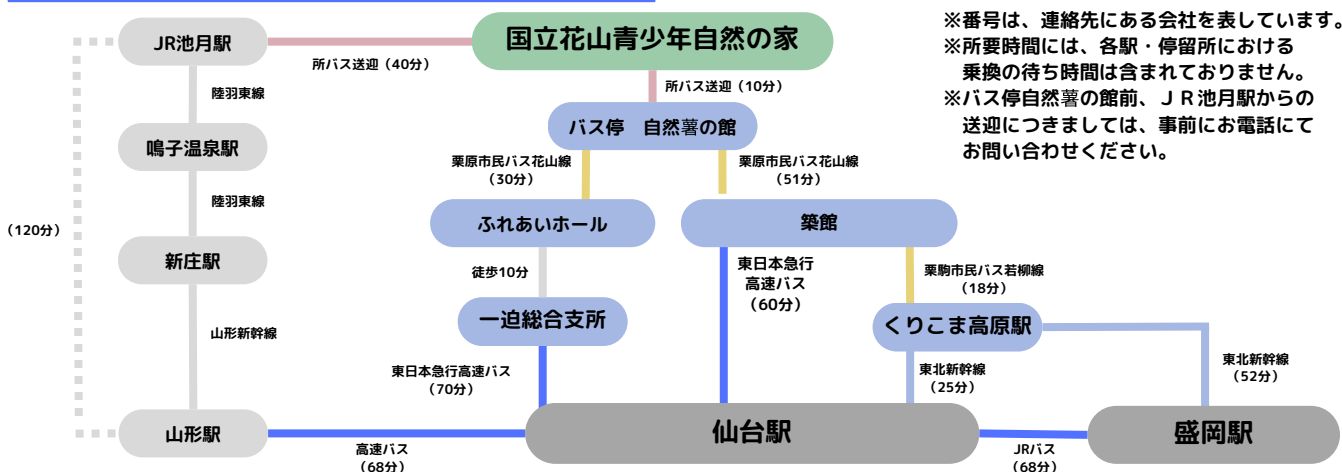 JR池月駅
国立花山青少年自然の家
所バス送迎（40分）
※番号は、連絡先にある会社を表しています。
※所要時間には、各駅・停留所における
乗換の待ち時間は含まれておりません。
※バス停自然薯の館前、ＪＲ池月駅からの
送迎につきましては、事前にお電話にて
お問い合わせください。
所バス送迎（10分）
陸羽東線
バス停　自然薯の館
鳴子温泉駅
栗原市民バス花山線
（30分）
栗原市民バス花山線
（51分）
陸羽東線
ふれあいホール
築館
（120分）
新庄駅
徒歩10分
東日本急行
高速バス
（60分）
栗駒市民バス若柳線
（18分）
山形新幹線
一迫総合支所
くりこま高原駅
東日本急行高速バス
（70分）
東北新幹線
（25分）
東北新幹線
（52分）
山形駅
仙台駅
盛岡駅
高速バス
（68分）
JRバス
（68分）